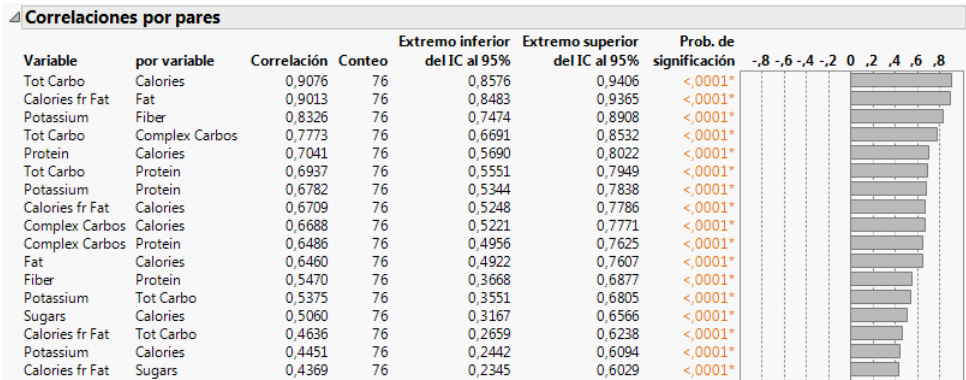 Correlaciones por pares
Extremo inferior Extremo superior Prob. de
Variable por variable Correlación Conteo del IC al 95% del IC al 95% significación -,8 -,6 -,4 -,2 0 ,2 ,4 ,6 ,8
Tot Carbo Calories 0,9076 76 0,8576 0,9406 <,0001*
Calories fr Fat Fat 0,9013 76 0,8483 0,9365 <,0001*
Potassium Fiber 0,8326 76 0,7474 0,8908 <,0001*
Tot Carbo Complex Carbos 0,7773 76 0,6691 0,8532 <,0001*
Protein Calories 0,7041 76 0,5690 0,8022 <,0001*
Tot Carbo Protein 0,6937 76 0,5551 0,7949 <,0001*
Potassium Protein 0,6782 76 0,5344 0,7838 <,0001*
Calories fr Fat Calories 0,6709 76 0,5248 0,7786 <,0001*
Complex Carbos Calories 0,6688 76 0,5221 0,7771 <,0001*
Complex Carbos Protein 0,6486 76 0,4956 0,7625 <,0001*
Fat Calories 0,6460 76 0,4922 0,7607 <,0001*
Fiber Protein 0,5470 76 0,3668 0,6877 <,0001*
Potassium Tot Carbo 0,5375 76 0,3551 0,6805 <,0001*
Sugars Calories 0,5060 76 0,3167 0,6566 <,0001*
Calories fr Fat Tot Carbo 0,4636 76 0,2659 0,6238 <,0001*
Potassium Calories 0,4451 76 0,2442 0,6094 <,0001*
Calories fr Fat Sugars 0,4369 76 0,2345 0,6029 <,0001*